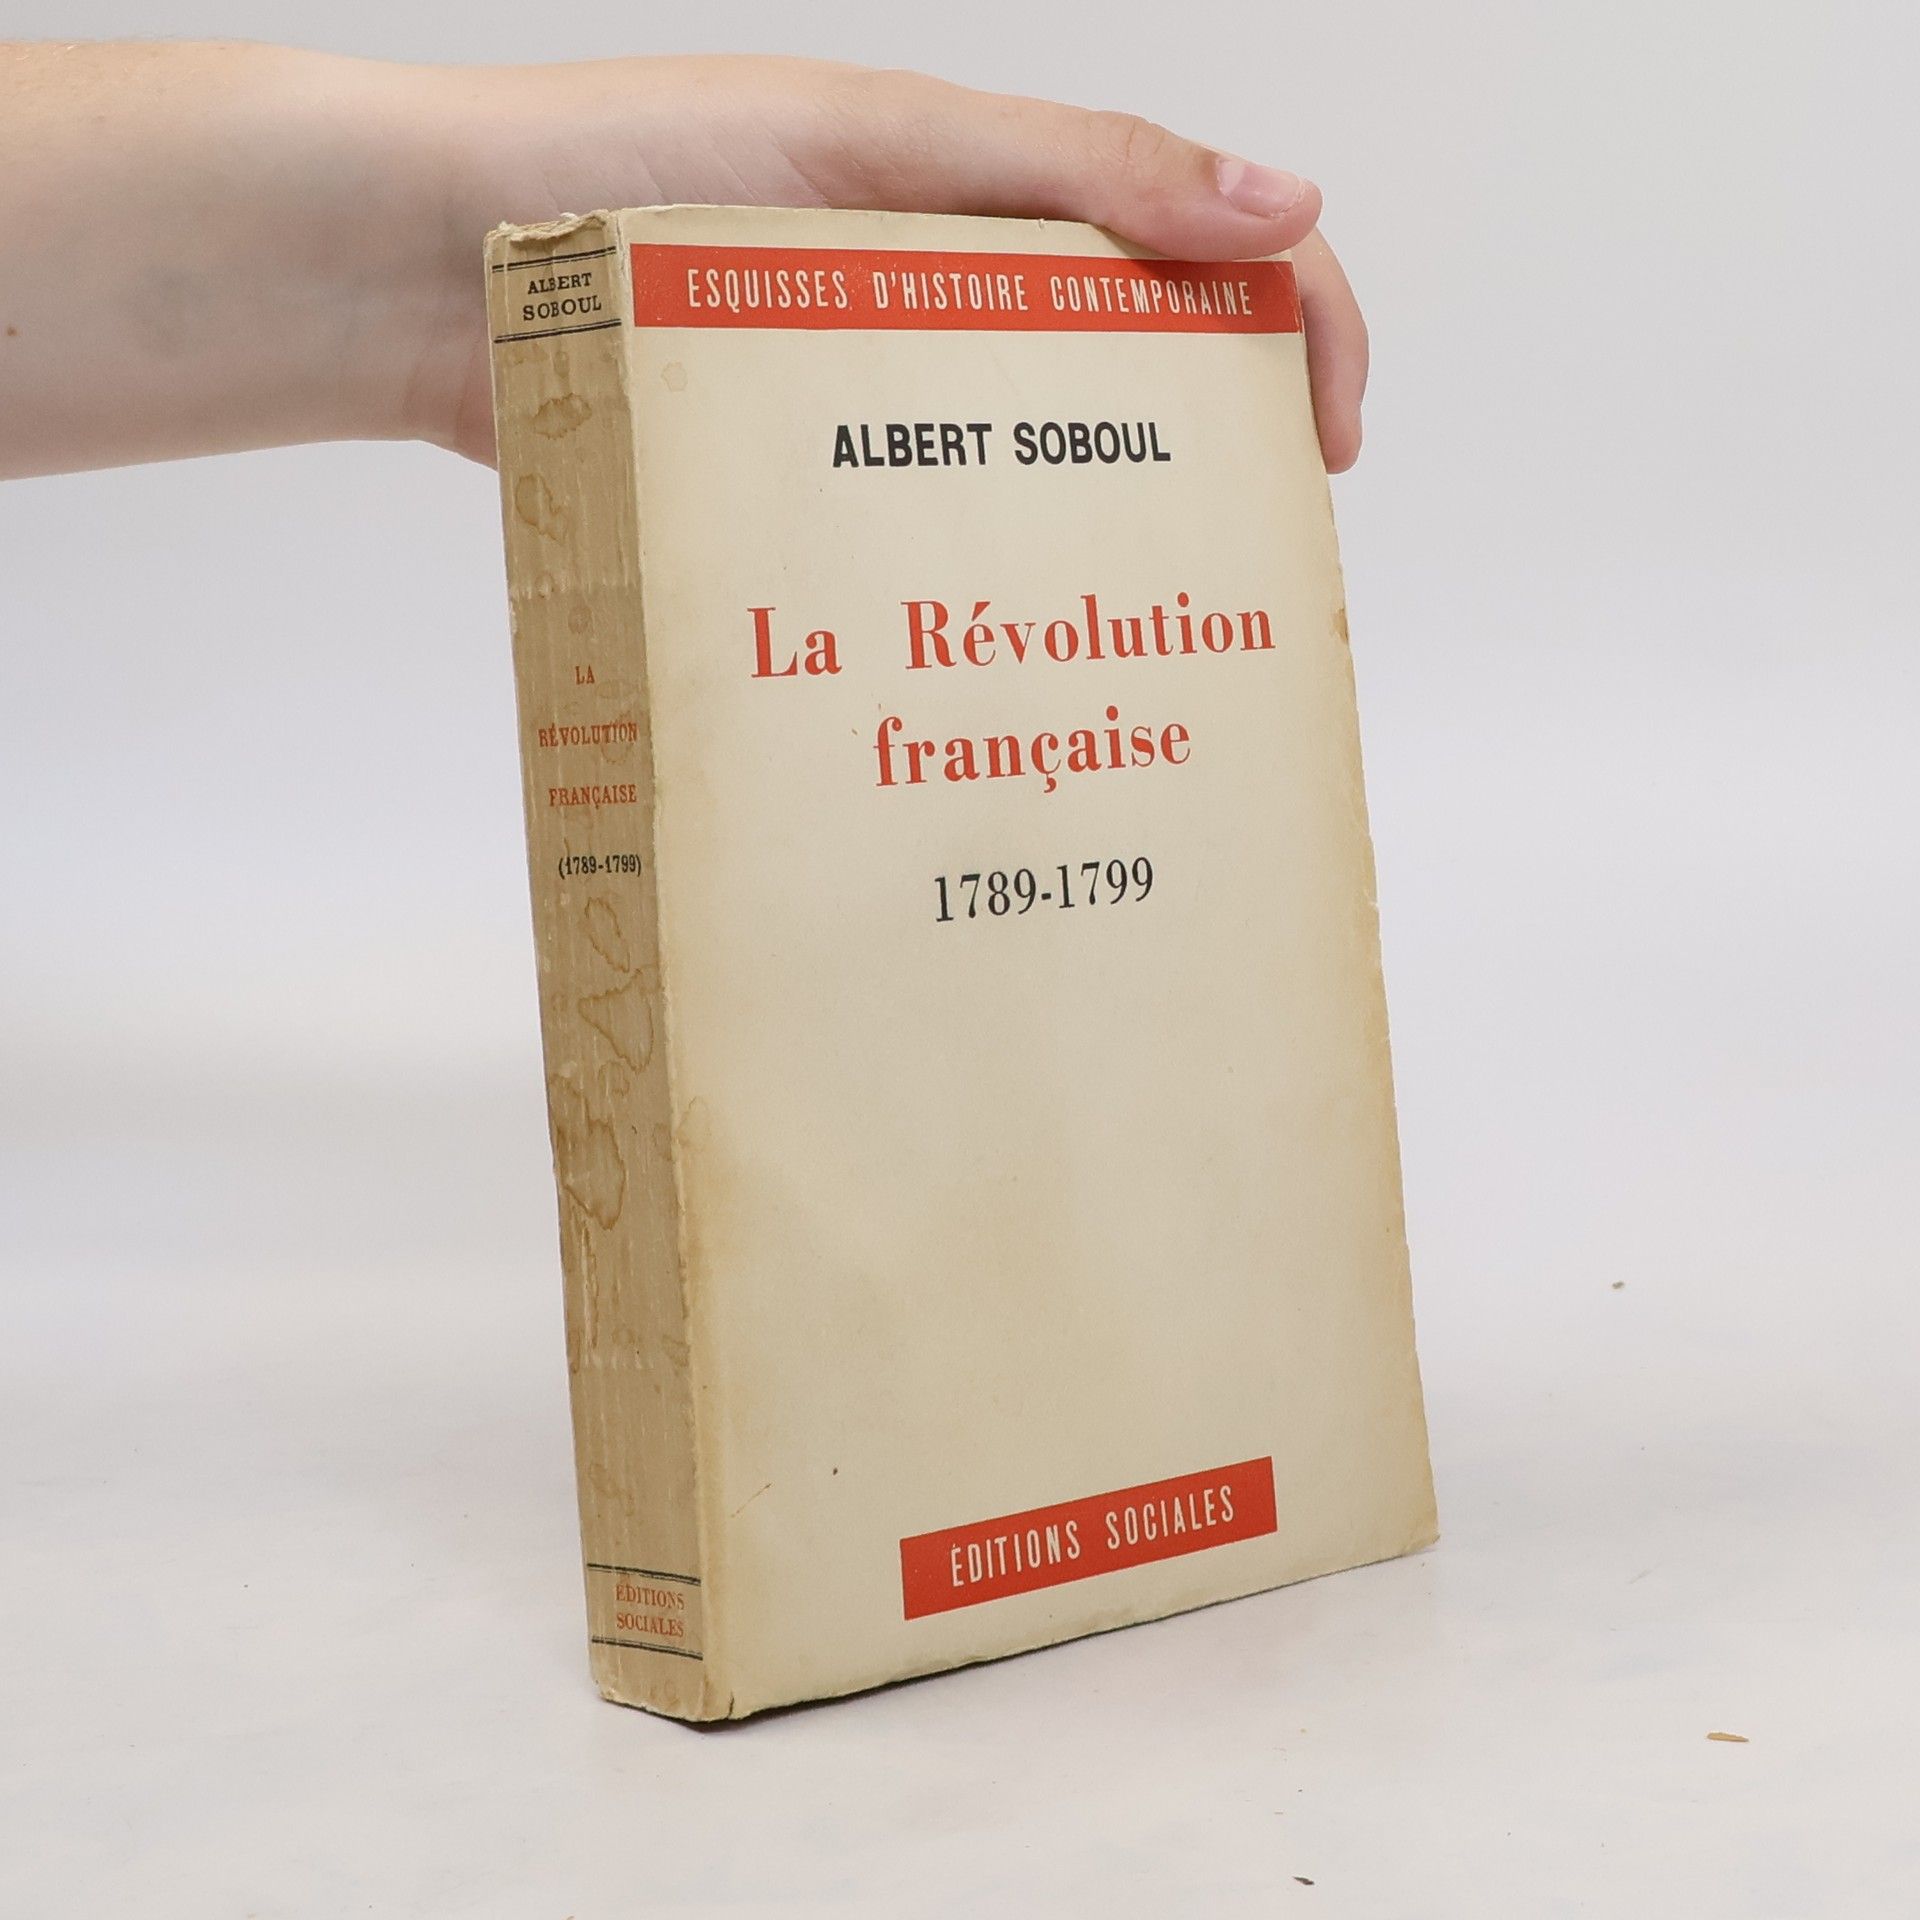 ALBERT
SOBOUL
LA
RÉVOLUTION
FRANÇAISE
(1789-1799)
EDITIONS
SOCIALES
ESQUISSES D'HISTOIRE CONTEMPORAINE
ALBERT SOBOUL
La Révolution
française
1789-1799
ÉDITIONS SOCIALES